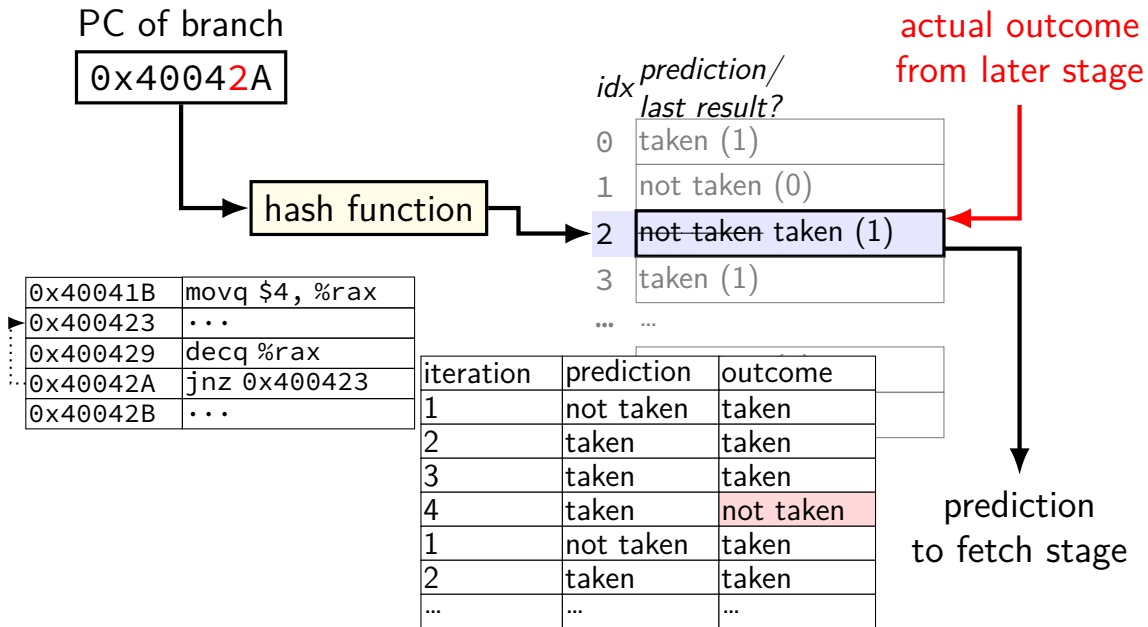 PC of branch
0x40042A
hash function
idx
prediction/
last result?
0 taken (1)
1 not taken (0)
2 not taken taken (1)
3 taken (1)
... ...
actual outcome
from later stage
prediction
to fetch stage
0x40041B movq $4, %rax
0x400423 ...
0x400429 decq %rax
0x40042A jnz 0x400423
0x40042B ...
iteration prediction outcome
1 not taken taken
2 taken taken
3 taken taken
4 taken not taken
1 not taken taken
2 taken taken
... ... ...